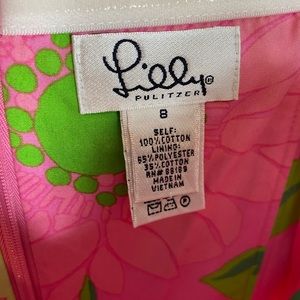 Lilly®
PULITZER
8
SELF:
100% COTTON
LINING:
65% POLYESTER
35% COTTON
RN# 88189
MADE IN
VIETNAM